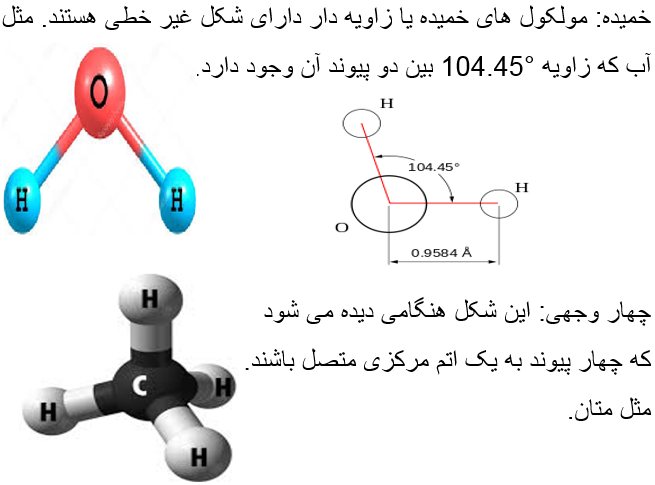 خمیده: مولکول های خمیده یا زاویه دار دارای شکل غیر خطی هستند. مثل
آب که زاویه 104.45° بین دو پیوند آن وجود دارد.
O
H
H
H
104.45°
H
O
0.9584 Å
چهار وجهی: این شکل هنگامی دیده می شود
که چهار پیوند به یک اتم مرکزی متصل باشند.
مثل متان.
H
C
H
H
H